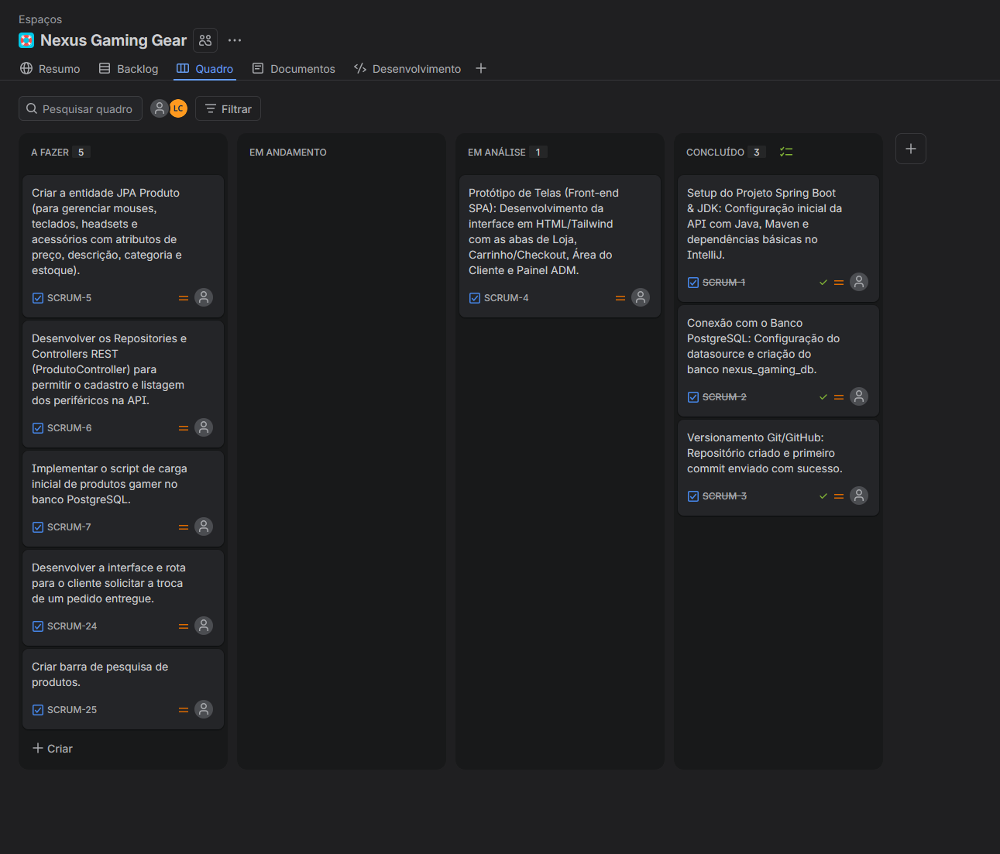 Espaços
Nexus Gaming Gear
Resumo
Backlog
Quadro
Documentos
Desenvolvimento
Pesquisar quadro
LC
Filtrar
A FAZER 5
Criar a entidade JPA Produto
(para gerenciar mouses,
teclados, headsets e
acessórios com atributos de
preço, descrição, categoria e
estoque).
SCRUM-5
Desenvolver os Repositories e
Controllers REST
(ProdutoController) para
permitir o cadastro e listagem
dos periféricos na API.
SCRUM-6
Implementar o script de carga
inicial de produtos gamer no
banco PostgreSQL.
SCRUM-7
Desenvolver a interface e rota
para o cliente solicitar a troca
de um pedido entregue.
SCRUM-24
Criar barra de pesquisa de
produtos.
SCRUM-25
Criar
EM ANDAMENTO
EM ANÁLISE 1
Protótipo de Telas (Front-end
SPA): Desenvolvimento da
interface em HTML/Tailwind
com as abas de Loja,
Carrinho/Checkout, Área do
Cliente e Painel ADM.
SCRUM-4
CONCLUÍDO 3
Setup do Projeto Spring Boot
& JDK: Configuração inicial da
API com Java, Maven e
dependências básicas no
IntelliJ.
SCRUM-1
Conexão com o Banco
PostgreSQL: Configuração do
datasource e criação do
banco nexus_gaming_db.
SCRUM-2
Versionamento Git/GitHub:
Repositório criado e primeiro
commit enviado com sucesso.
SCRUM-3